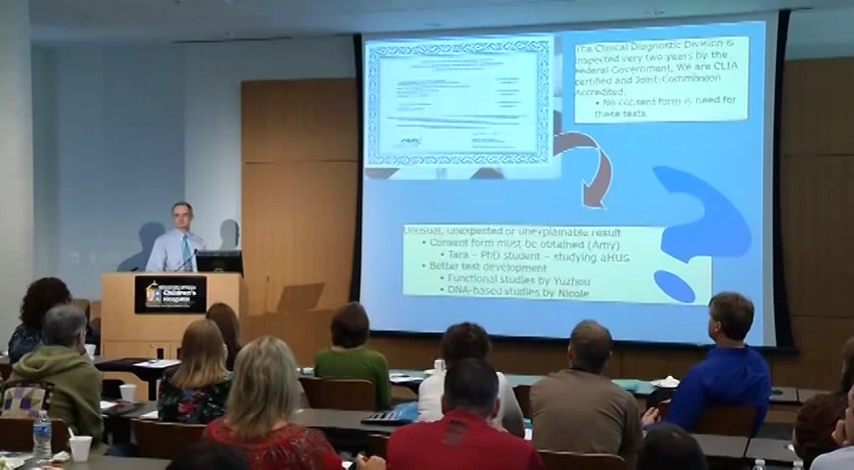 The Clinical Diagnostic Division is
inspected very two years by the
Federal Government. We are CLIA
certified and Joint-Commission
Accredited.
• No consent form is need for
these tests.
Unusual, unexpected or unexplainable result
• Consent form must be obtained (Amy)
• Tara – PhD student – studying aHUS
• Better test development
• Functional studies by Yuzhou
• DNA-based studies by Nicole
Children's
Hospital